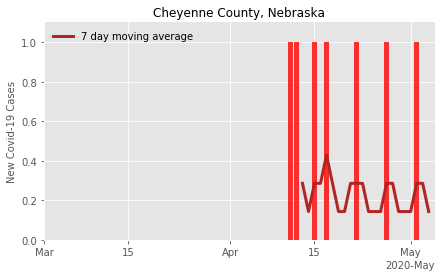 Cheyenne County, Nebraska
7 day moving average
New Covid-19 Cases
1.0
0.8
0.6
0.4
0.2
0.0
Mar 15 Apr 15 May
2020-May